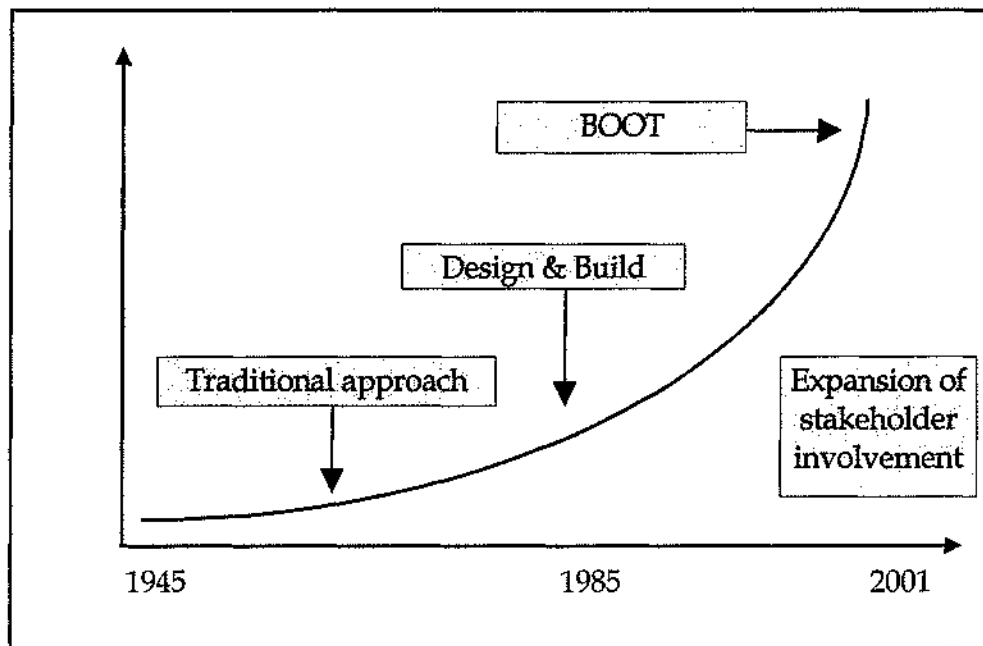 BOOT
Design & Build
Traditional approach
Expansion of
stakeholder
involvement
1945
1985
2001